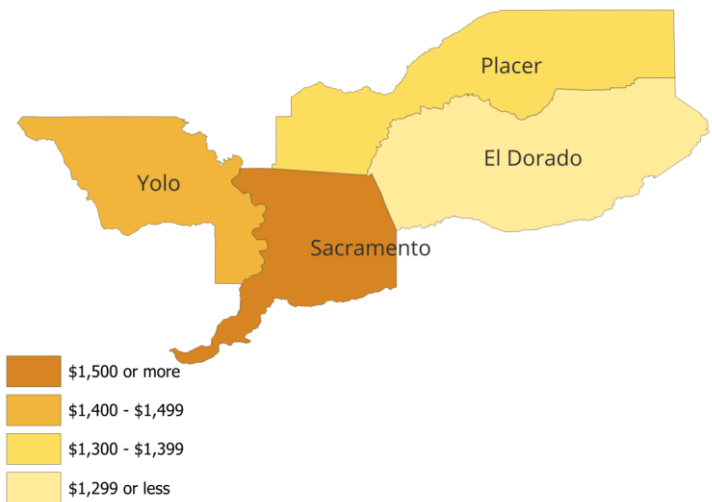 Placer
El Dorado
Yolo
Sacramento
$1,500 or more
$1,400 - $1,499
$1,300 - $1,399
$1,299 or less